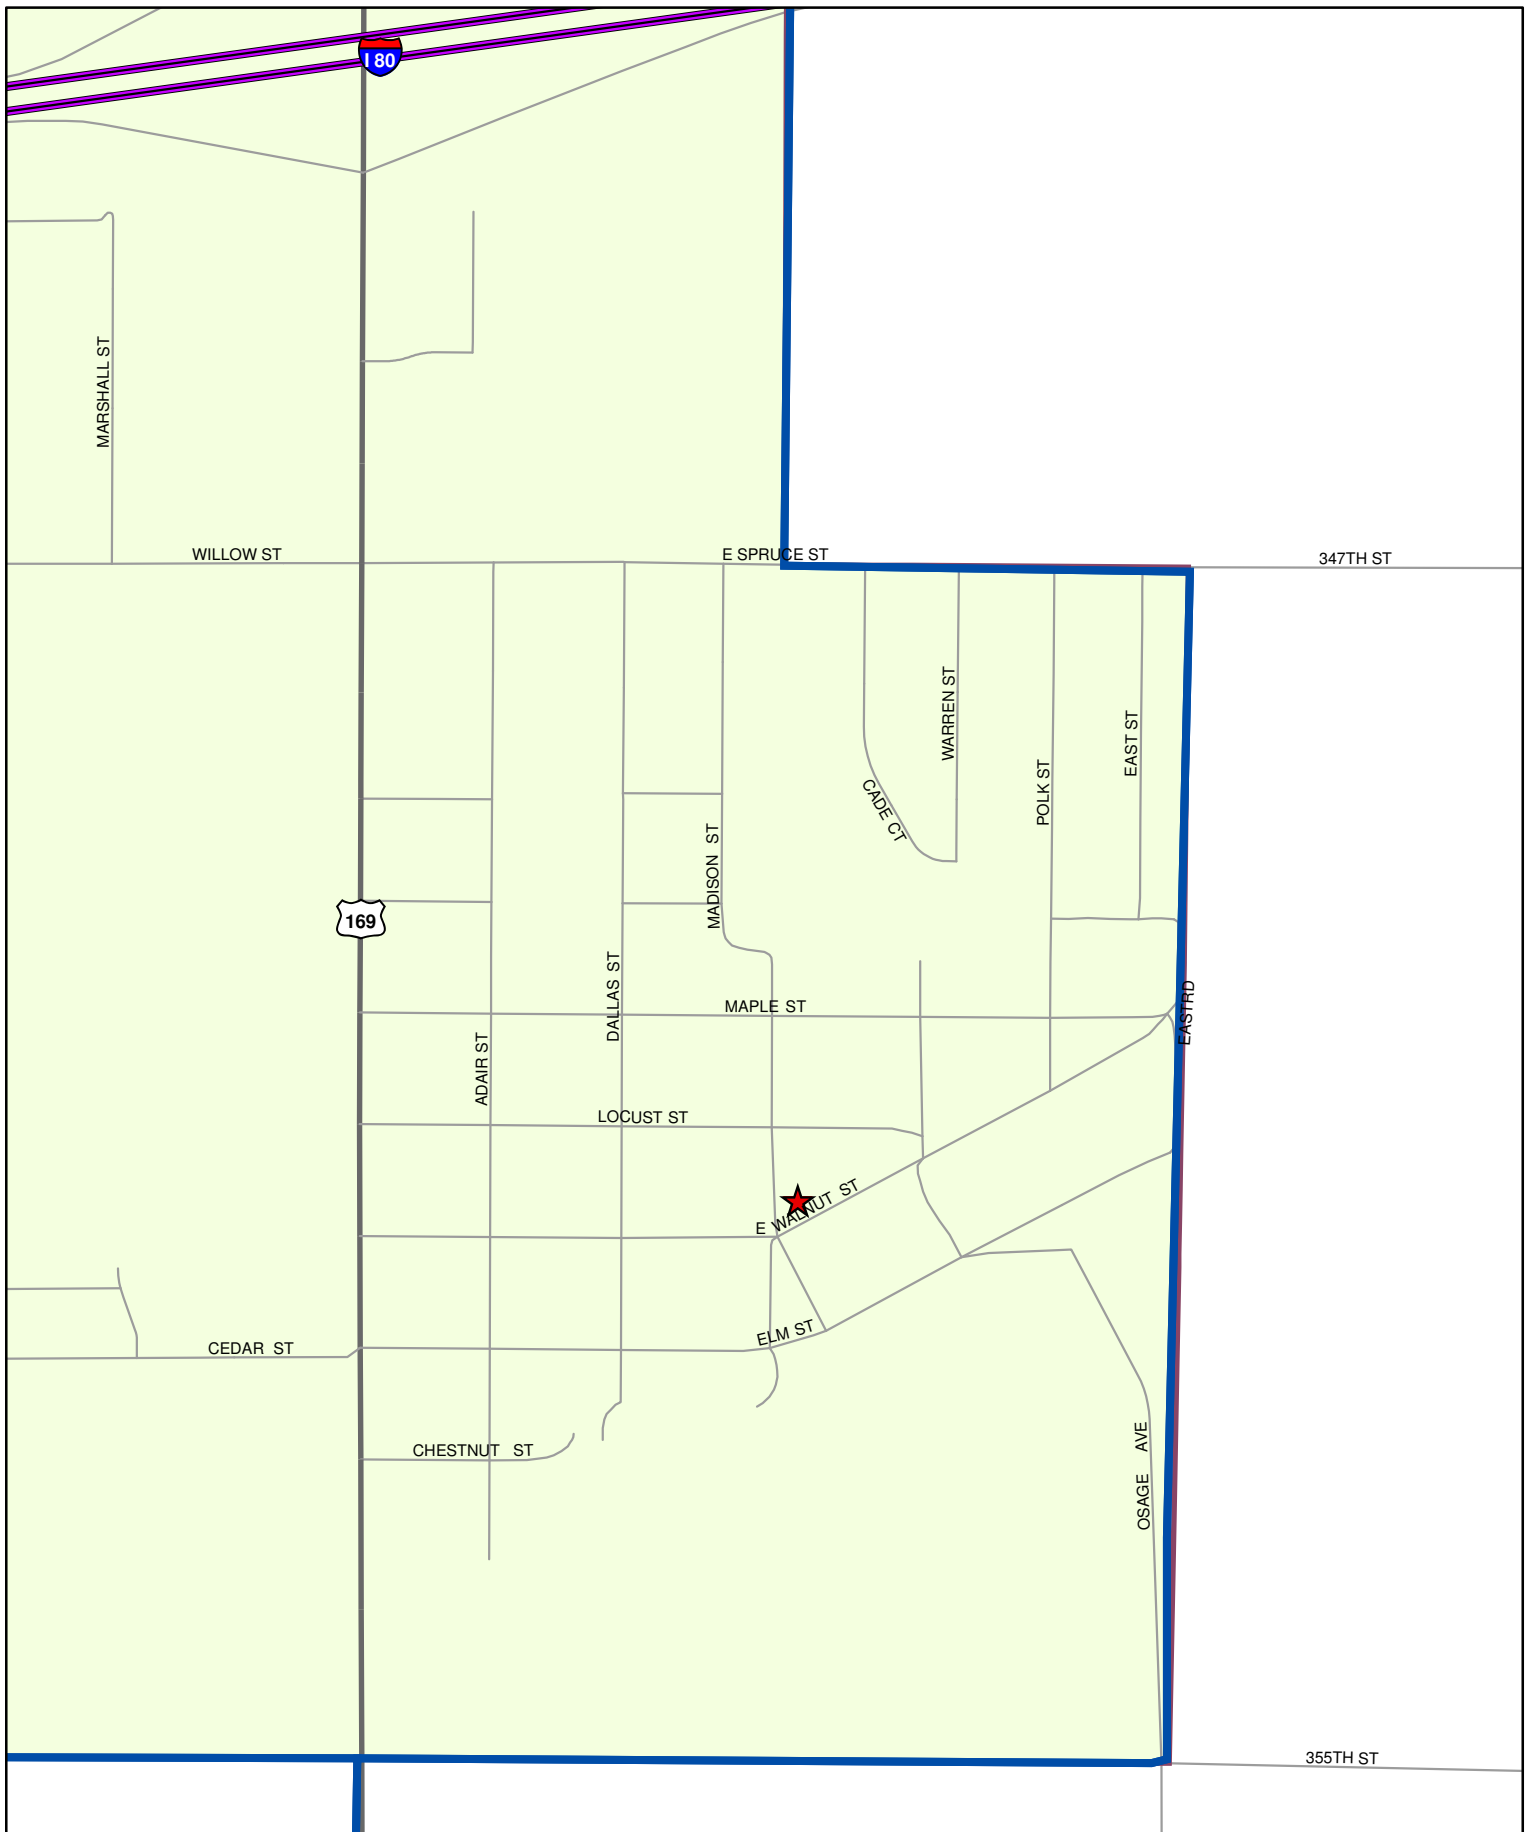 I 80
MARSHALL ST
WILLOW ST
E SPRUCE ST
347TH ST
WARREN ST
EAST ST
POLK ST
CADE CT
MADISON ST
169
DALLAS ST
EAST RD
MAPLE ST
ADAIR ST
LOCUST ST
E WALNUT ST
ELM ST
CEDAR ST
CHESTNUT ST
OSAGE AVE
355TH ST